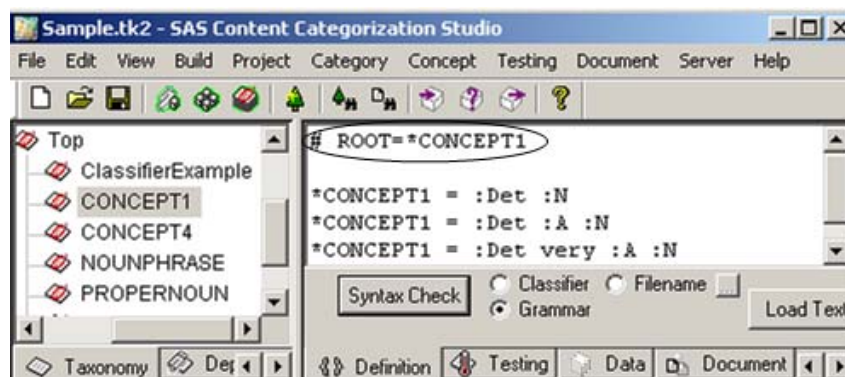 Sample.tk2 - SAS Content Categorization Studio
File Edit View Build Project Category Concept Testing Document Server Help
Top
ClassifierExample
CONCEPT1
CONCEPT4
NOUNPHRASE
PROPERNOUN
# ROOT=*CONCEPT1
*CONCEPT1 = :Det :N
*CONCEPT1 = :Det :A :N
*CONCEPT1 = :Det very :A :N
Syntax Check
Classifier Filename ...
Grammar
Load Text
Taxonomy
Definition Testing Data Document